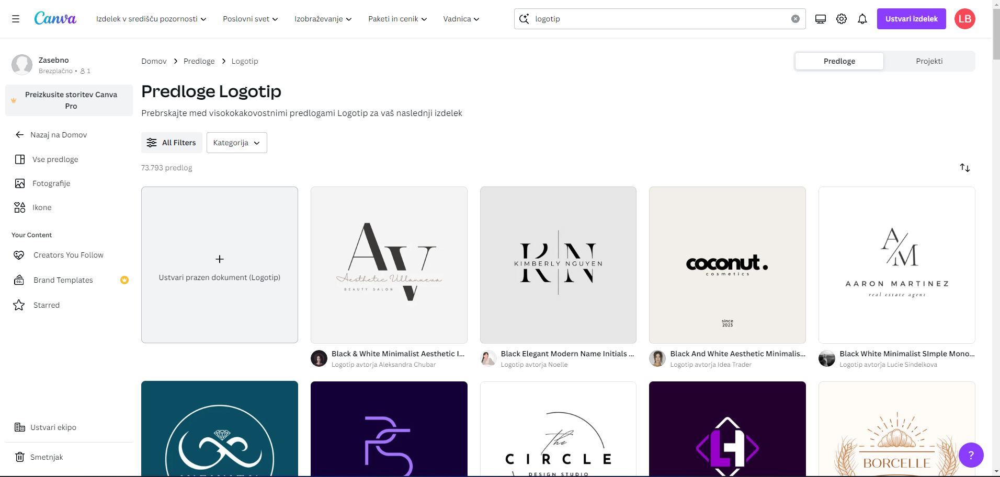 Canva
Izdelek v središču pozornosti
Poslovni svet
Izobraževanje
Paketi in cenik
Vadnica
logotip
Ustvari izdelek
LB
Zasebno
Brezplačno • 1
Preizkusite storitev Canva
Pro
Nazaj na Domov
Vse predloge
Fotografije
Ikone
Your Content
Creators You Follow
Brand Templates
Starred
Ustvari ekipo
Smetnjak
Domov > Predloge > Logotip
Predloge
Projekti
Predloge Logotip
Prebrskajte med visokokakovostnimi predlogami Logotip za vaš naslednji izdelek
All Filters
Kategorija
73.793 predlog
+
Ustvari prazen dokument (Logotip)
AV
Aesthetic Villanueva
BEAUTY SALON
KN
KIMBERLY NGUYEN
coconut.
cosmetics
since
2023
A/M
AARON MARTINEZ
real estate agent
Black & White Minimalist Aesthetic I...
Logotip avtorja Aleksandra Chubar
Black Elegant Modern Name Initials ...
Logotip avtorja Noelle
Black And White Aesthetic Minimalis...
Logotip avtorja Idea Trader
Black White Minimalist SImple Mono...
Logotip avtorja Lucie Sindelkova
the
CIRCLE
DESIGN STUDIO
LH
BORCELLE
?